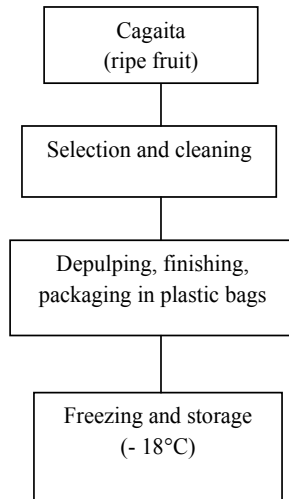 Cagaita
(ripe fruit)
Selection and cleaning
Depulping, finishing,
packaging in plastic bags
Freezing and storage
(- 18°C)